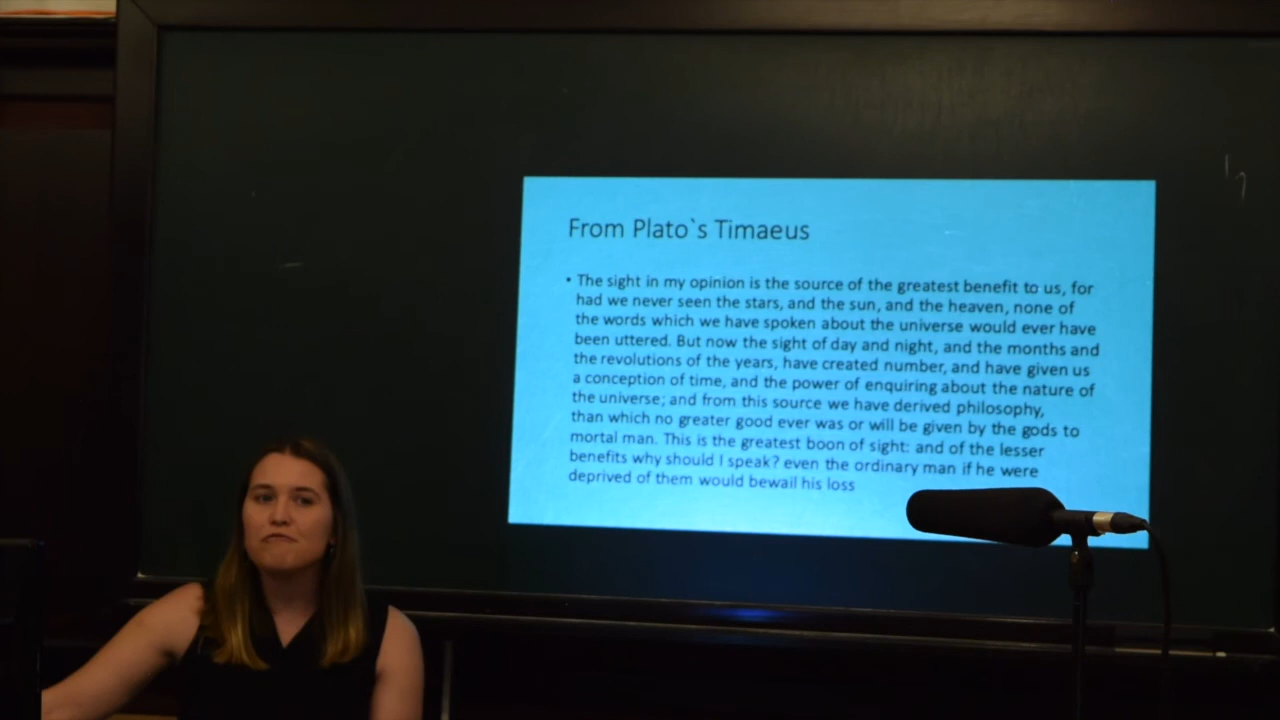 From Plato`s Timaeus
• The sight in my opinion is the source of the greatest benefit to us, for
had we never seen the stars, and the sun, and the heaven, none of
the words which we have spoken about the universe would ever have
been uttered. But now the sight of day and night, and the months and
the revolutions of the years, have created number, and have given us
a conception of time, and the power of enquiring about the nature of
the universe; and from this source we have derived philosophy,
than which no greater good ever was or will be given by the gods to
mortal man. This is the greatest boon of sight: and of the lesser
benefits why should I speak? even the ordinary man if he were
deprived of them would bewail his loss